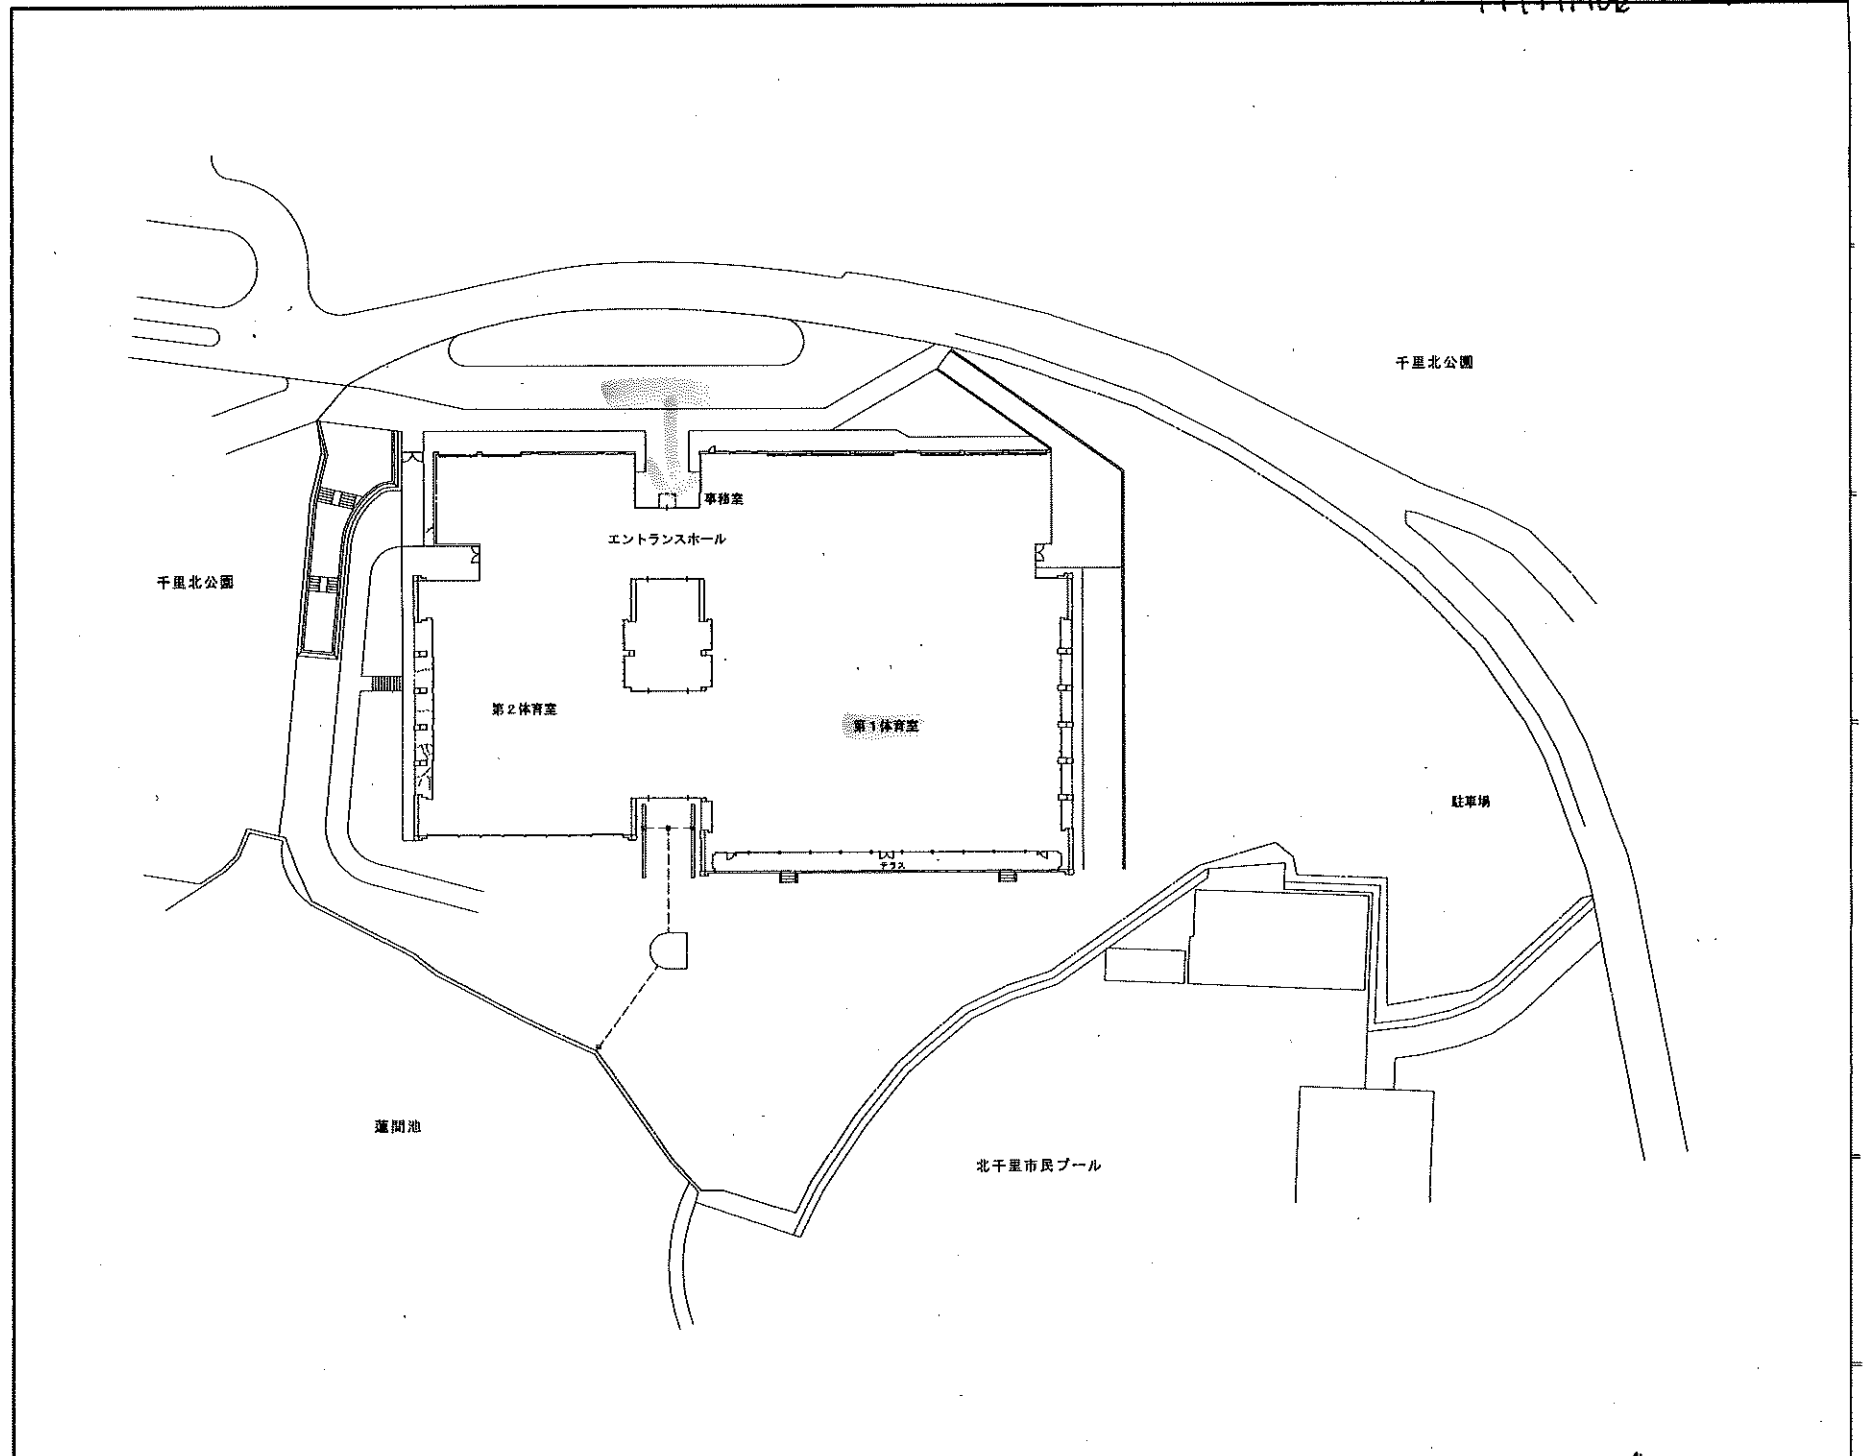 千里北公園
事務室
エントランスホール
千里北公園
第2体育室
第1体育室
駐車場
テラス
蓮間池
北千里市民プール